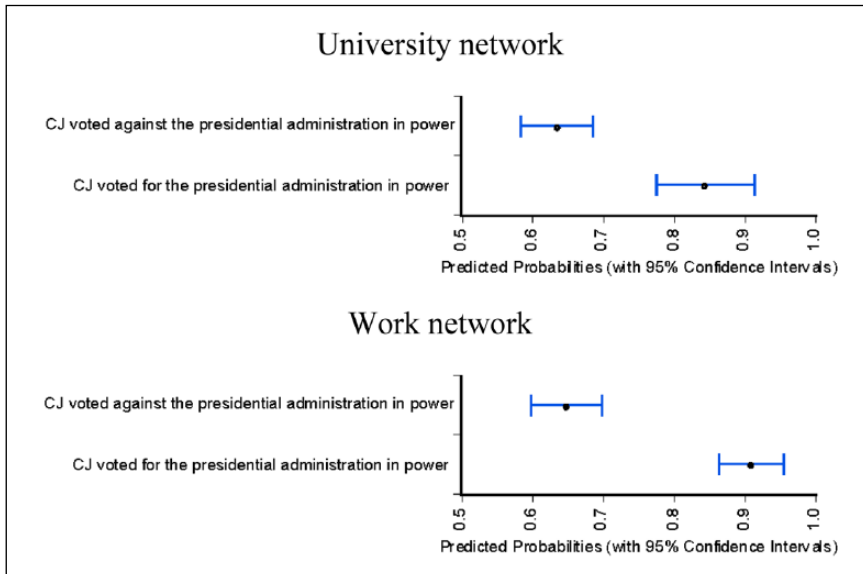 University network
CJ voted against the presidential administration in power
CJ voted for the presidential administration in power
0.5 0.6 0.7 0.8 0.9 1.0
Predicted Probabilities (with 95% Confidence Intervals)
Work network
CJ voted against the presidential administration in power
CJ voted for the presidential administration in power
0.5 0.6 0.7 0.8 0.9 1.0
Predicted Probabilities (with 95% Confidence Intervals)